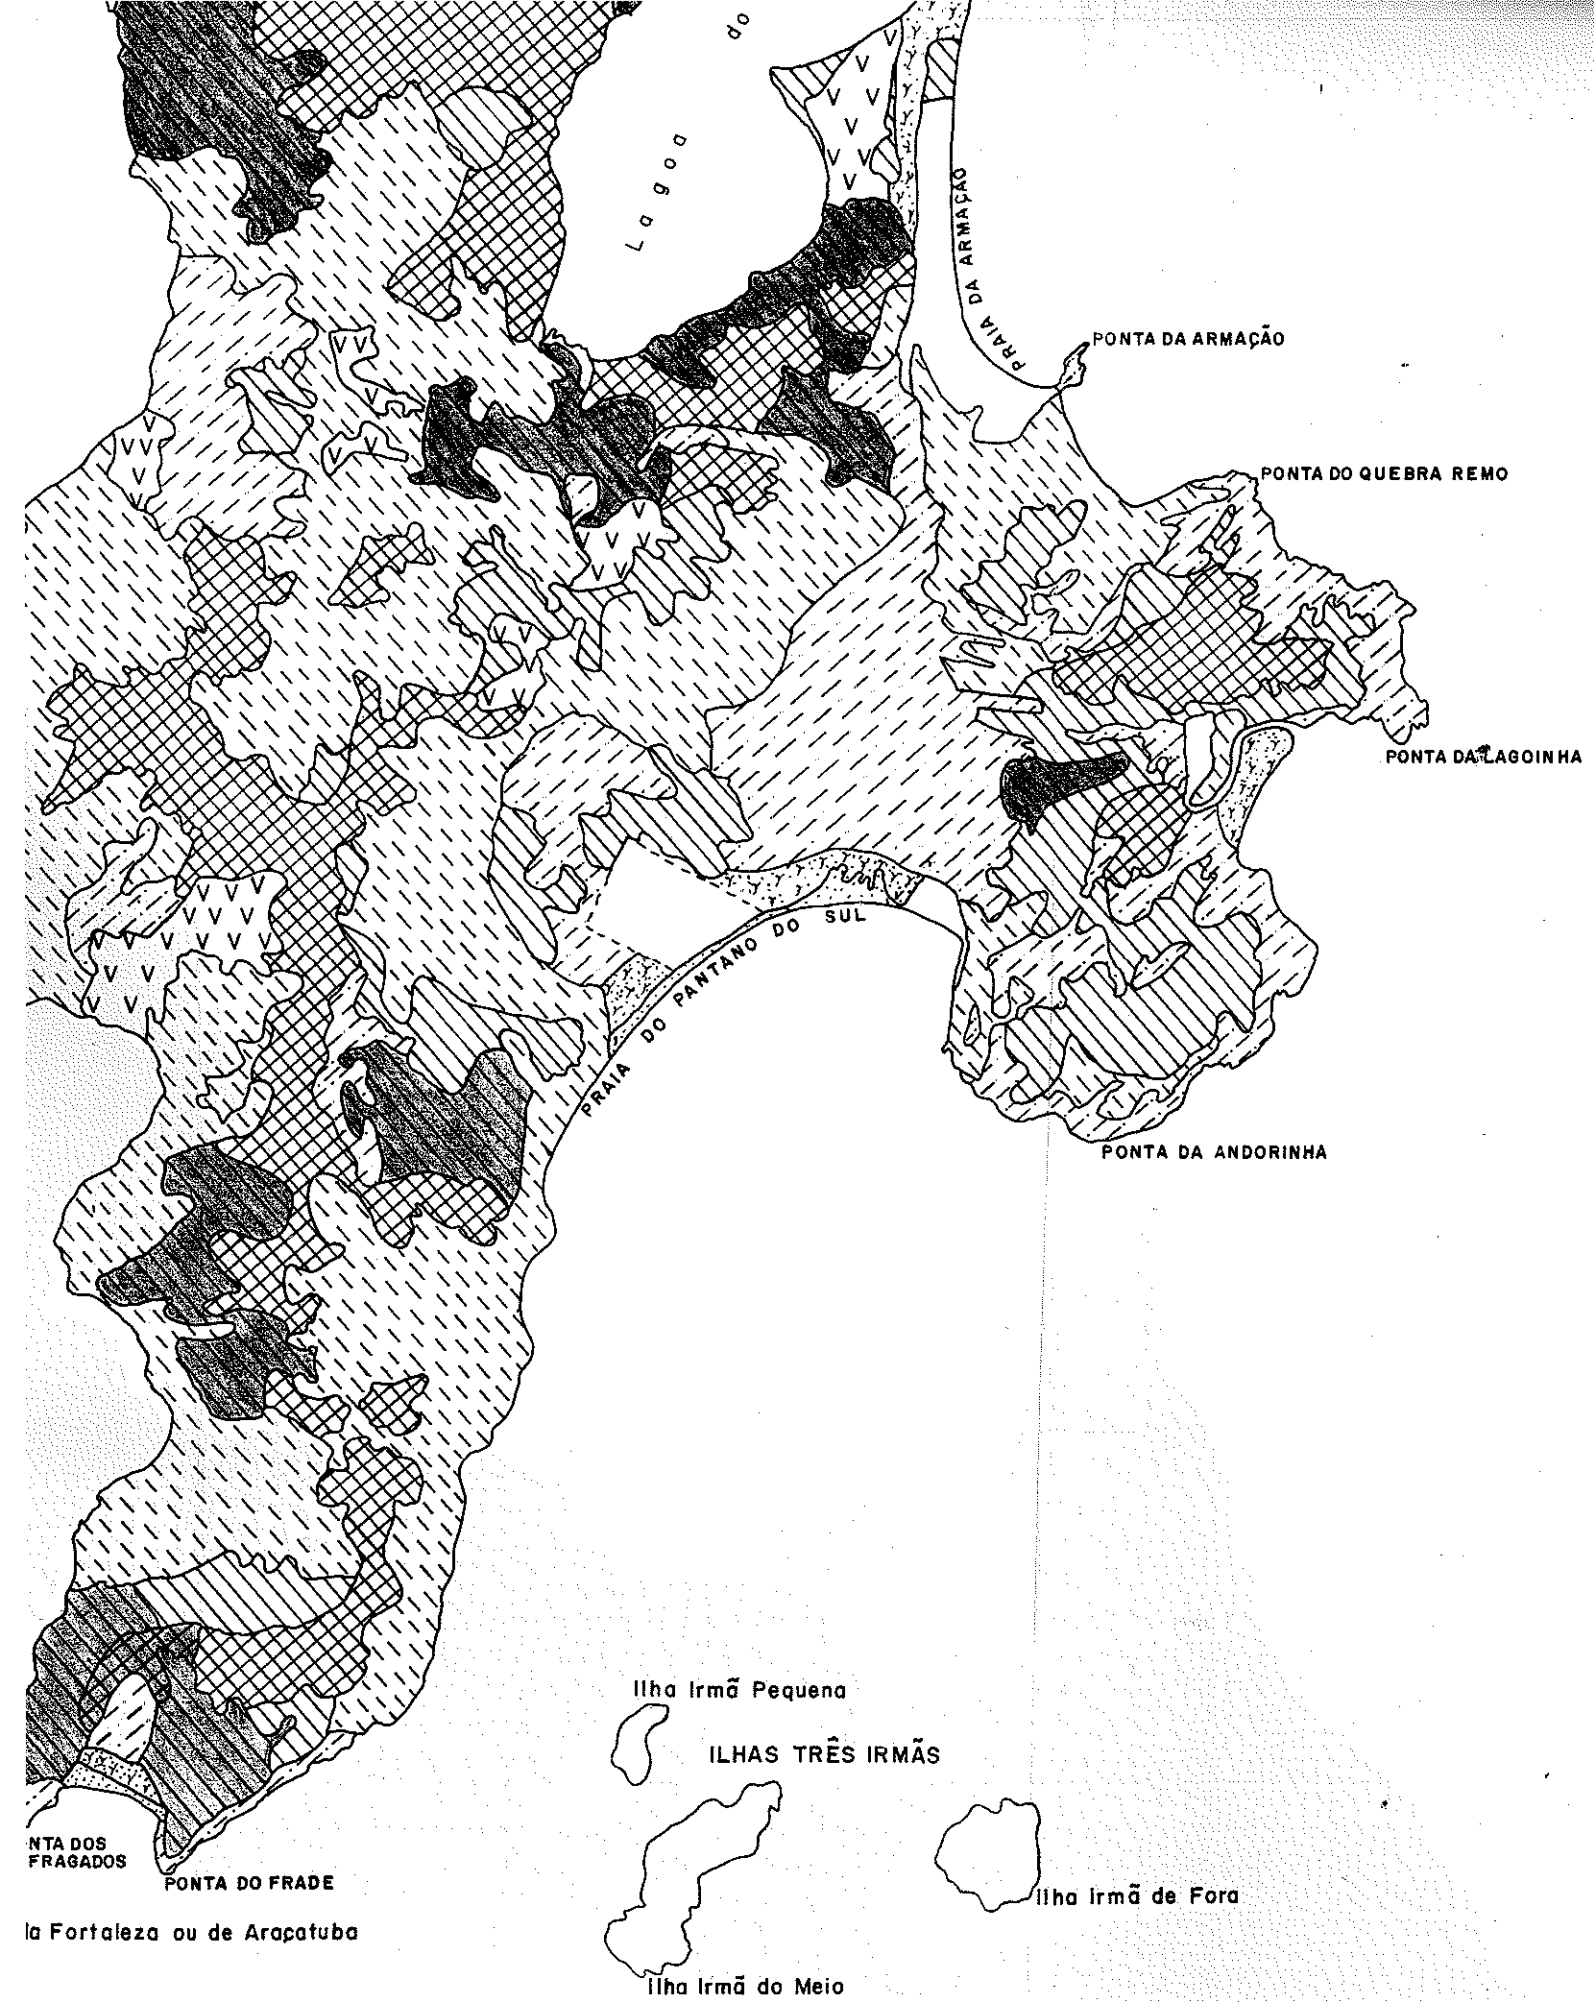 Lagoa do
PRAIA DA ARMAÇÃO
PONTA DA ARMAÇÃO
PONTA DO QUEBRA REMO
PONTA DA LAGOINHA
PRAIA DO PANTANO DO SUL
PONTA DA ANDORINHA
Ilha Irmã Pequena
ILHAS TRÊS IRMÃS
NTA DOS
FRAGADOS
PONTA DO FRADE
Ilha Irmã de Fora
la Fortaleza ou de Araçatuba
Ilha Irmã do Meio